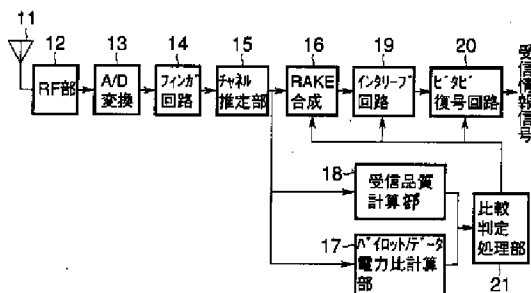 11
12
RF部
13
A/D
変換
14
フィンガ
回路
15
チャネル
推定部
16
RAKE
合成
19
インタリーブ
回路
20
ビタビ
復号回路
受信情報信号
18
受信品質
計算部
17
パイロット/データ
電力比計算
部
比較
判定
処理部
21